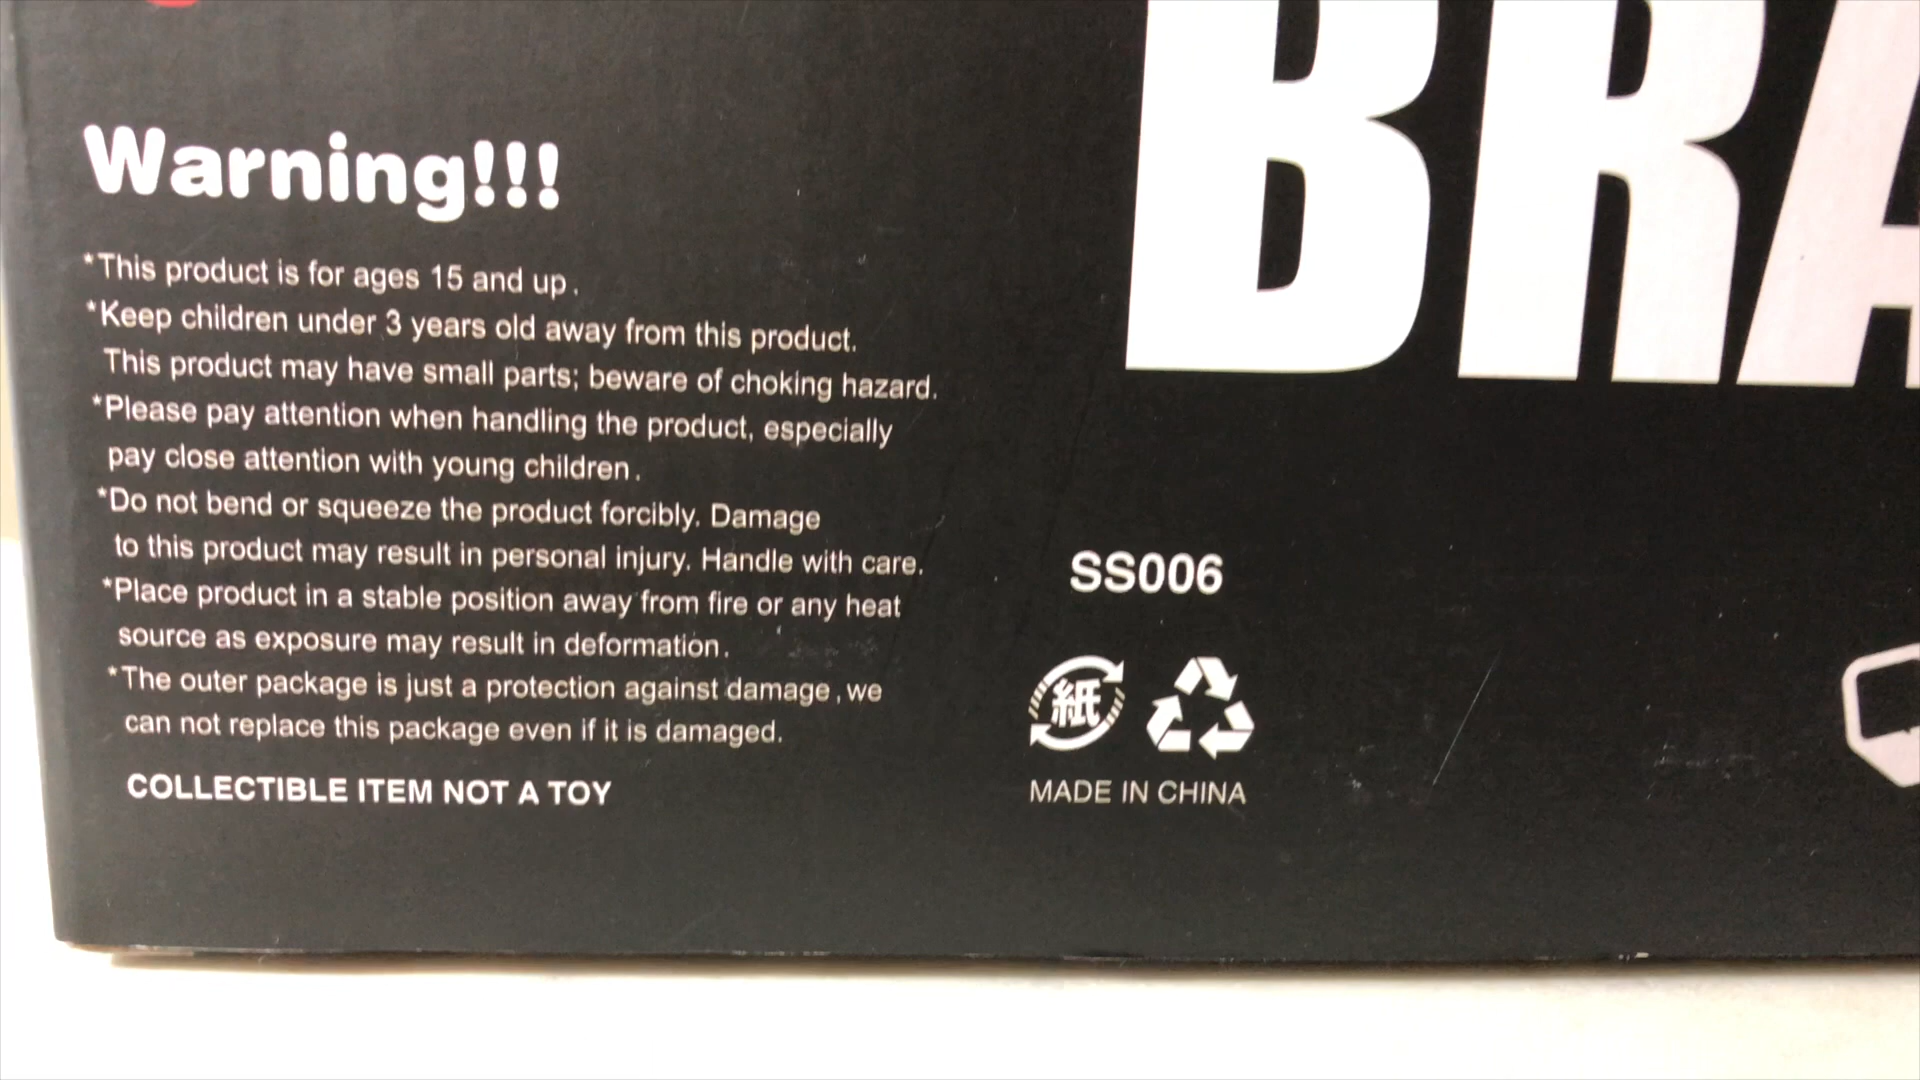 Warning!!!
*This product is for ages 15 and up.
*Keep children under 3 years old away from this product.
This product may have small parts; beware of choking hazard.
*Please pay attention when handling the product, especially
pay close attention with young children.
*Do not bend or squeeze the product forcibly. Damage
to this product may result in personal injury. Handle with care.
*Place product in a stable position away from fire or any heat
source as exposure may result in deformation.
*The outer package is just a protection against damage, we
can not replace this package even if it is damaged.
COLLECTIBLE ITEM NOT A TOY
BRA
SS006
紙
MADE IN CHINA